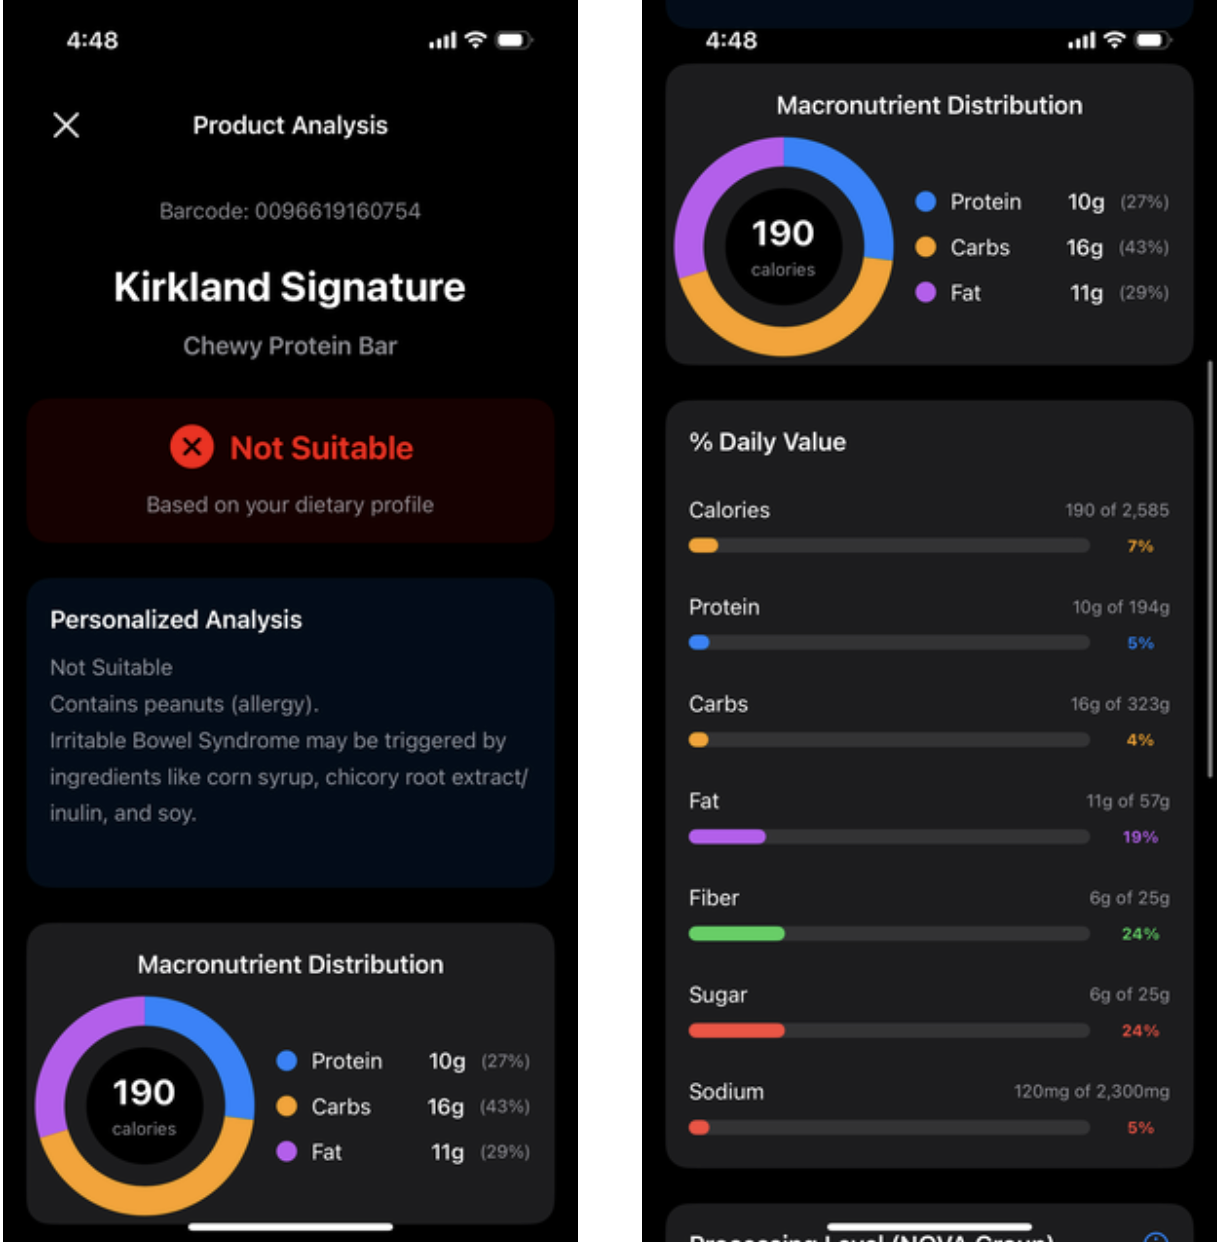 4:48
Product Analysis
Barcode: 0096619160754
Kirkland Signature
Chewy Protein Bar
Not Suitable
Based on your dietary profile
Personalized Analysis
Not Suitable
Contains peanuts (allergy).
Irritable Bowel Syndrome may be triggered by
ingredients like corn syrup, chicory root extract/
inulin, and soy.
Macronutrient Distribution
190
calories
Protein 10g (27%)
Carbs 16g (43%)
Fat 11g (29%)
4:48
Macronutrient Distribution
190
calories
Protein 10g (27%)
Carbs 16g (43%)
Fat 11g (29%)
% Daily Value
Calories 190 of 2,585
7%
Protein 10g of 194g
5%
Carbs 16g of 323g
4%
Fat 11g of 57g
19%
Fiber 6g of 25g
24%
Sugar 6g of 25g
24%
Sodium 120mg of 2,300mg
5%
Processing Level (NOVA Group)